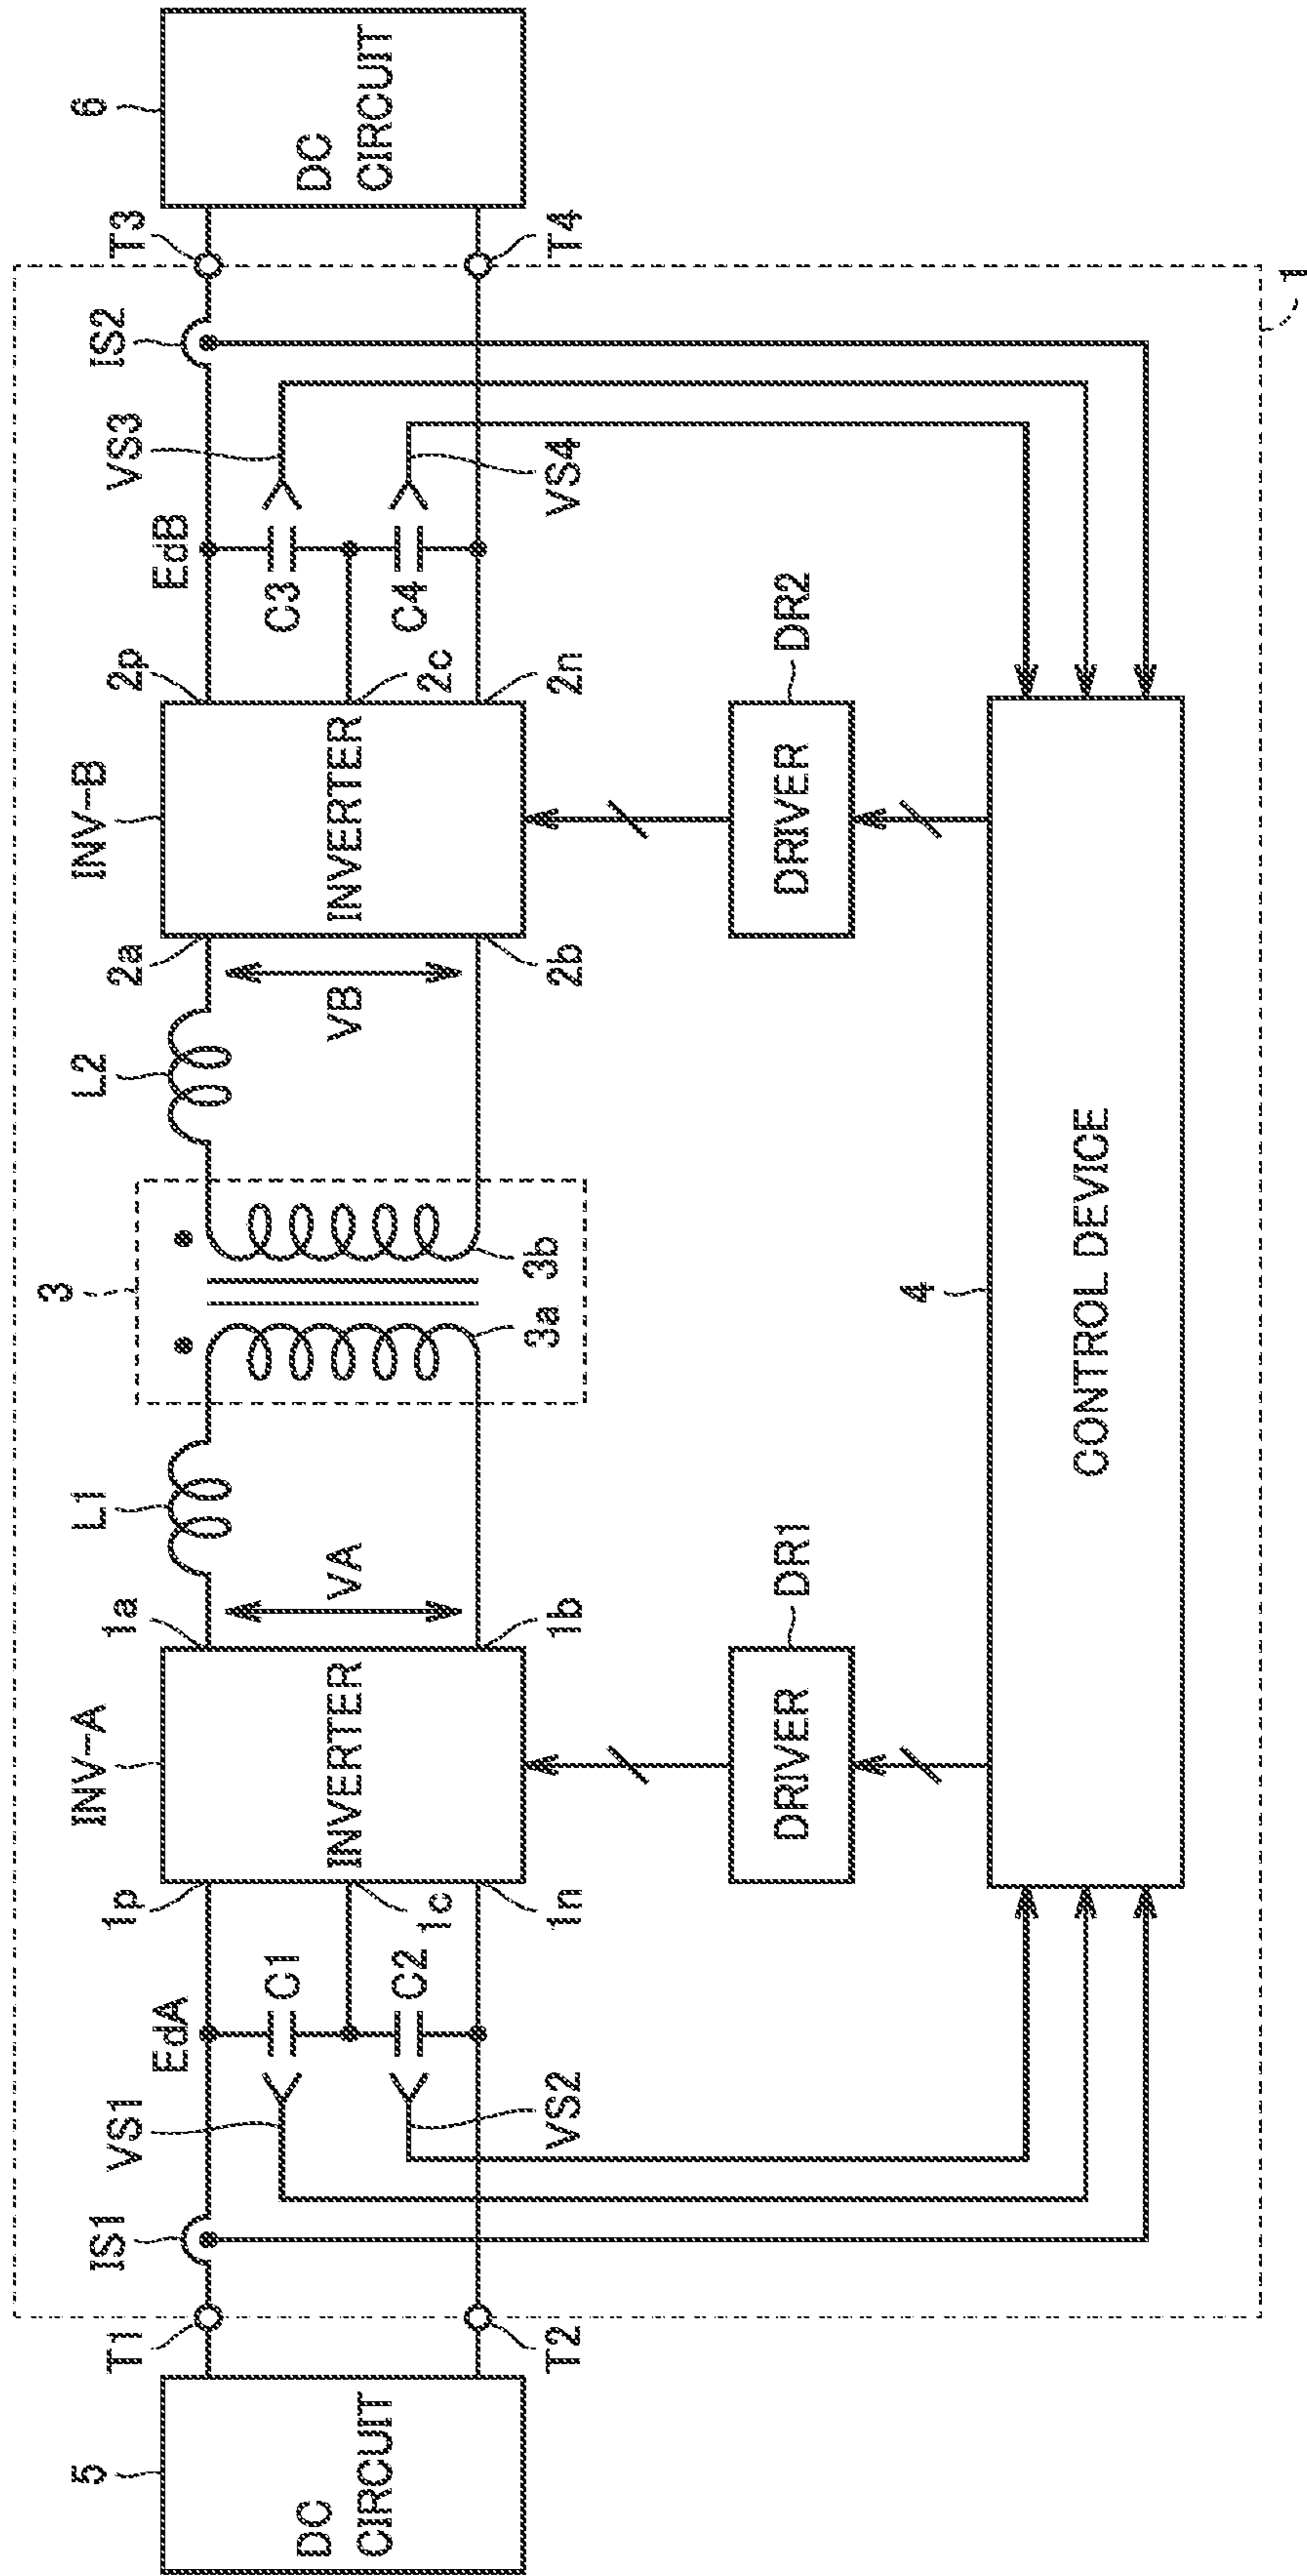 5
DC
CIRCUIT
T1
T2
IS1
VS1
VS2
EdA
C1
C2
1p
1c
1n
INV-A
INVERTER
1a
1b
VA
L1
3
3a
3b
L2
VB
2a
2b
INV-B
INVERTER
2p
2c
2n
EdB
C3
C4
VS3
VS4
IS2
T3
T4
6
DC
CIRCUIT
DRIVER
DR1
DRIVER
DR2
4
CONTROL DEVICE
1